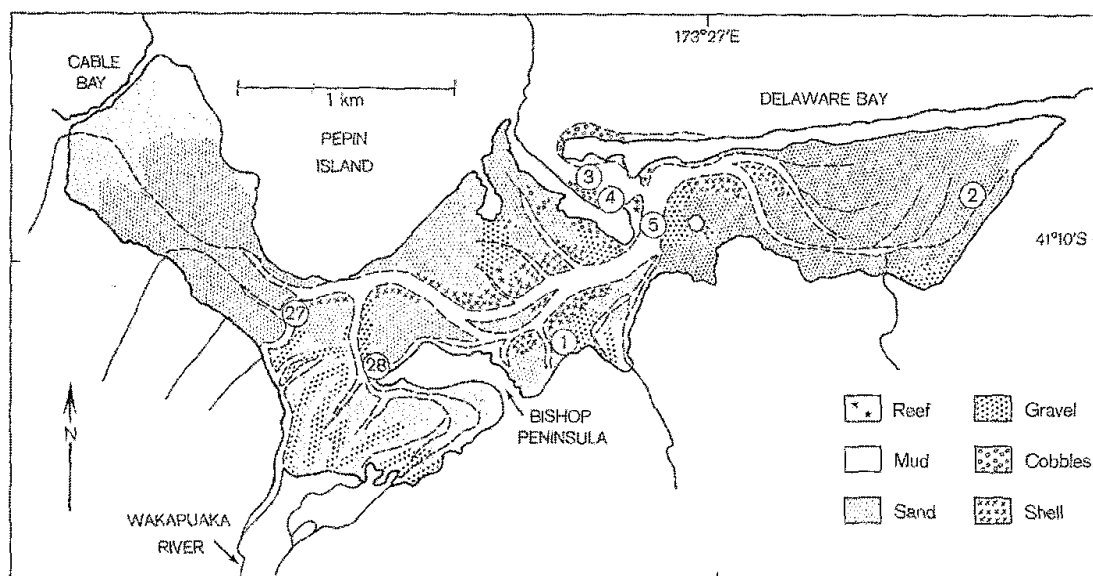 173°27'E
CABLE
BAY
1 km
DELAWARE BAY
PEPIN
ISLAND
3
4
2
5
41°10'S
27
1
28
BISHOP
PENINSULA
N
WAKAPUAKA
RIVER
Reef
Gravel
Mud
Cobbles
Sand
Shell